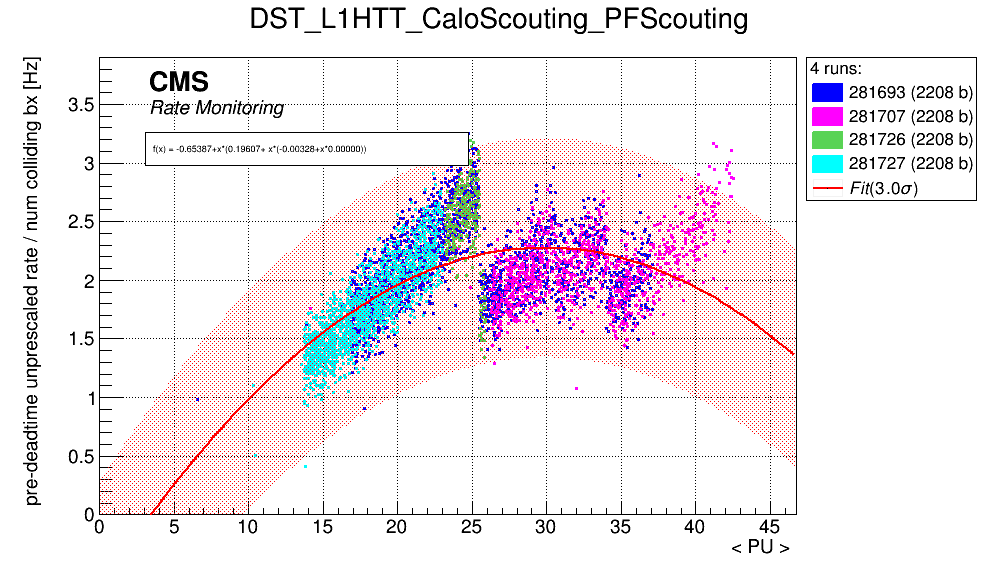 DST_L1HTT_CaloScouting_PFScouting
pre-deadtime unprescaled rate / num colliding bx [Hz]
CMS
Rate Monitoring
f(x) = -0.65387+x*(0.19607+ x*(-0.00328+x*0.00000))
3.5
3
2.5
2
1.5
1
0.5
0
0 5 10 15 20 25 30 35 40 45
< PU >
4 runs:
281693 (2208 b)
281707 (2208 b)
281726 (2208 b)
281727 (2208 b)
Fit(3.0σ)